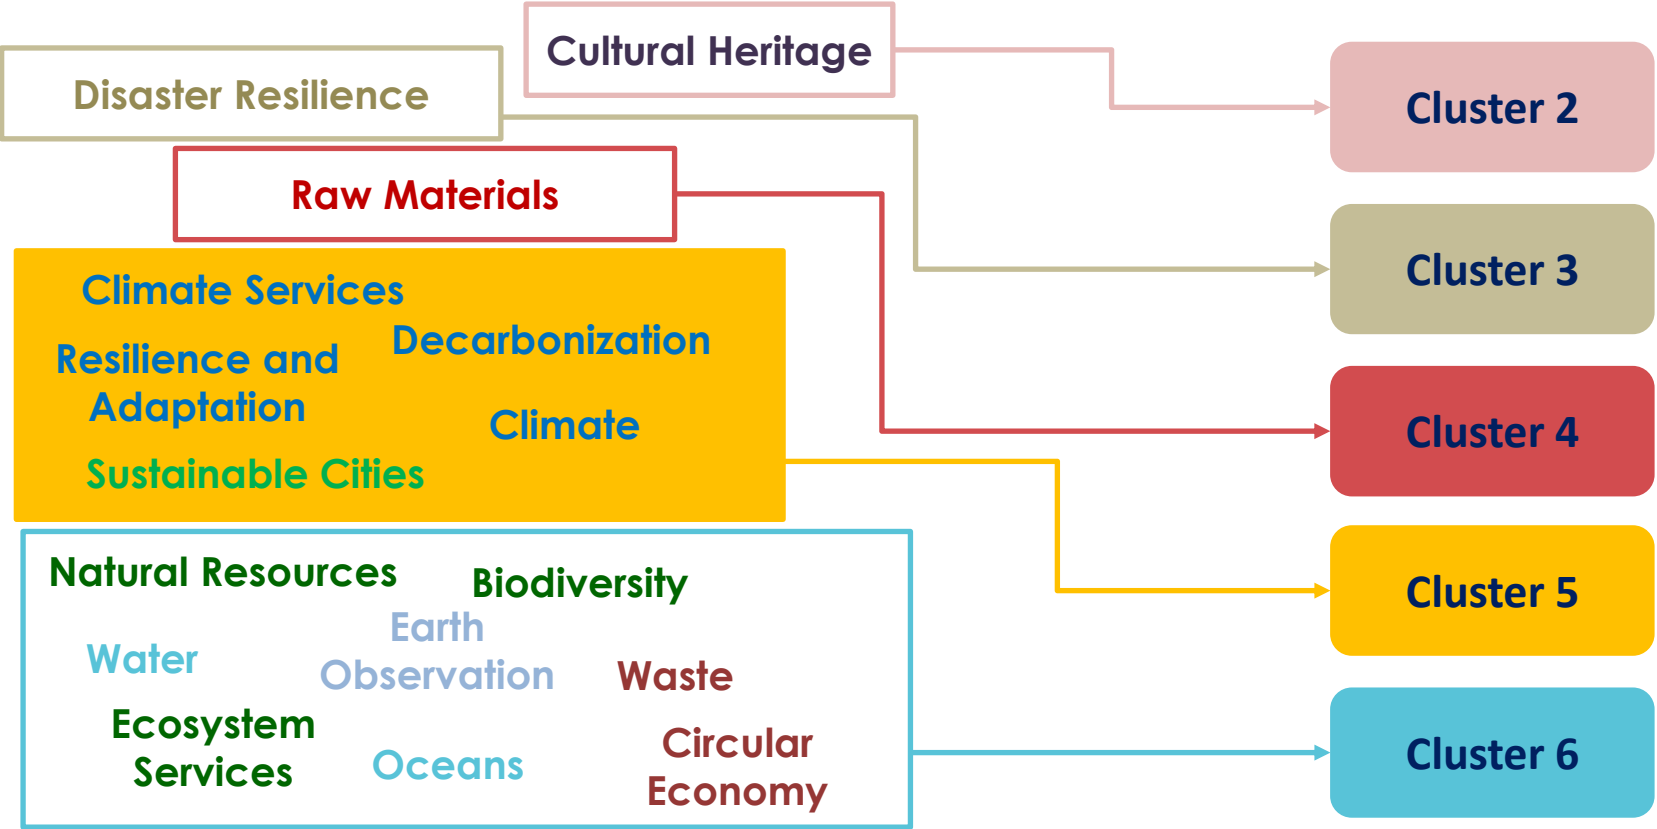 Cultural Heritage
Disaster Resilience
Raw Materials
Climate Services
Decarbonization
Resilience and
Adaptation
Climate
Sustainable Cities
Natural Resources
Biodiversity
Earth
Observation
Water
Waste
Ecosystem
Services
Oceans
Circular
Economy
Cluster 2
Cluster 3
Cluster 4
Cluster 5
Cluster 6